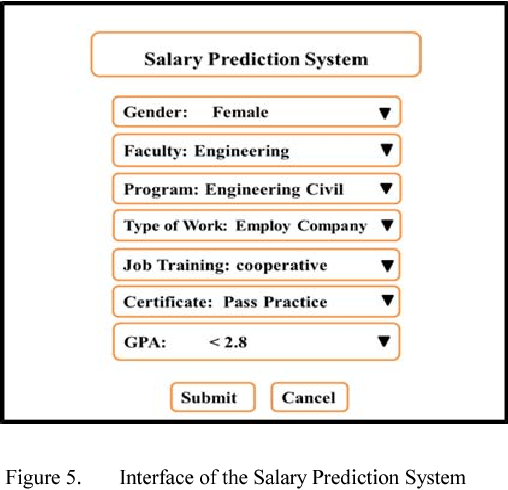 Salary Prediction System
Gender: Female
Faculty: Engineering
Program: Engineering Civil
Type of Work: Employ Company
Job Training: cooperative
Certificate: Pass Practice
GPA: < 2.8
Submit Cancel
Figure 5. Interface of the Salary Prediction System